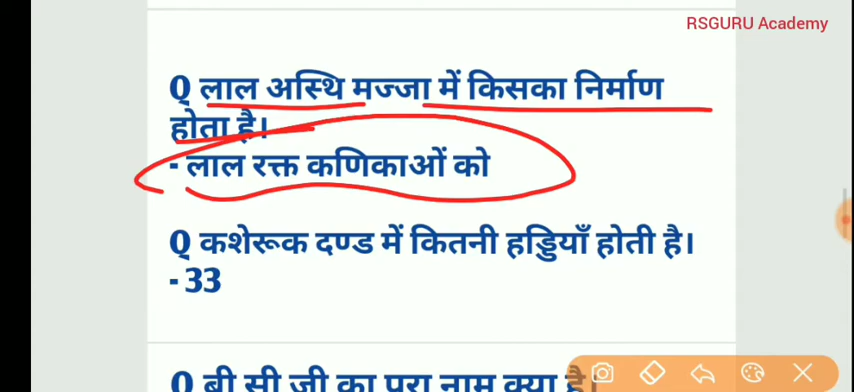 RSGURU Academy
Q लाल अस्थि मज्जा में किसका निर्माण
होता है।
- लाल रक्त कणिकाओं को
Q कशेरूक दण्ड में कितनी हड्डियाँ होती है।
- 33
Q बी सी जी का पूरा नाम क्या है।